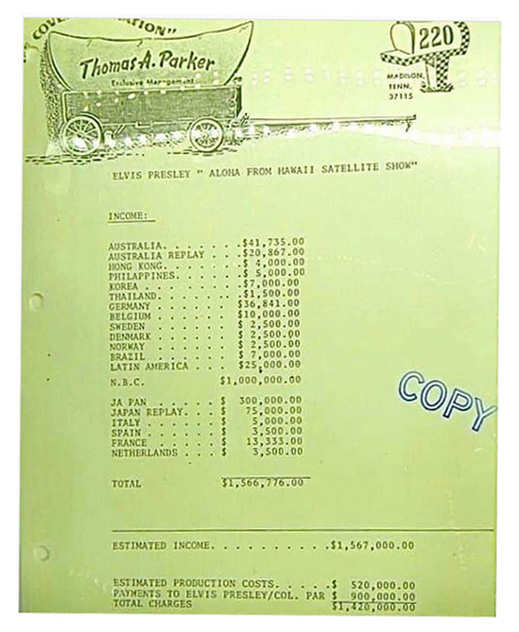 COVE ATION"
Thomas A. Parker
Exclusive Management
220
MADISON,
TENN.
37115
ELVIS PRESLEY " ALOHA FROM HAWAII SATELLITE SHOW"
INCOME:
AUSTRALIA. . . . . . . .$41,735.00
AUSTRALIA REPLAY . . .$20,867.00
HONG KONG. . . . . . . .$ 4,000.00
PHILAPPINES. . . . . . $ 5,000.00
KOREA . . . . . . . . .$7,000.00
THAILAND. . . . . . . .$1,500.00
GERMANY . . . . . . . $36,841.00
BELGIUM . . . . . . . $10,000.00
SWEDEN . . . . . . . $ 2,500.00
DENMARK . . . . . . . $ 2,500.00
NORWAY . . . . . . . $ 2,500.00
BRAZIL . . . . . . . $ 7,000.00
LATIN AMERICA . . . $25,000.00
N.B.C. $1,000,000.00
JA PAN . . . . . . $ 300,000.00
JAPAN REPLAY. . . $ 75,000.00
ITALY . . . . . . $ 5,000.00
SPAIN . . . . . . $ 3,500.00
FRANCE . . . . . $ 13,333.00
NETHERLANDS . . . $ 3,500.00
COPY
TOTAL $1,566,776.00
ESTIMATED INCOME. . . . . . . . . . .$1,567,000.00
ESTIMATED PRODUCTION COSTS. . . . .$ 520,000.00
PAYMENTS TO ELVIS PRESLEY/COL. PAR $ 900,000.00
TOTAL CHARGES $1,420,000.00